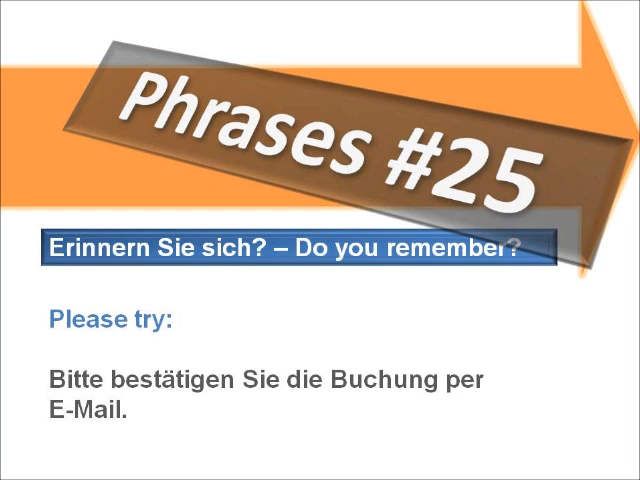 Phrases #25
Erinnern Sie sich? – Do you remember?
Please try:
Bitte bestätigen Sie die Buchung per
E-Mail.